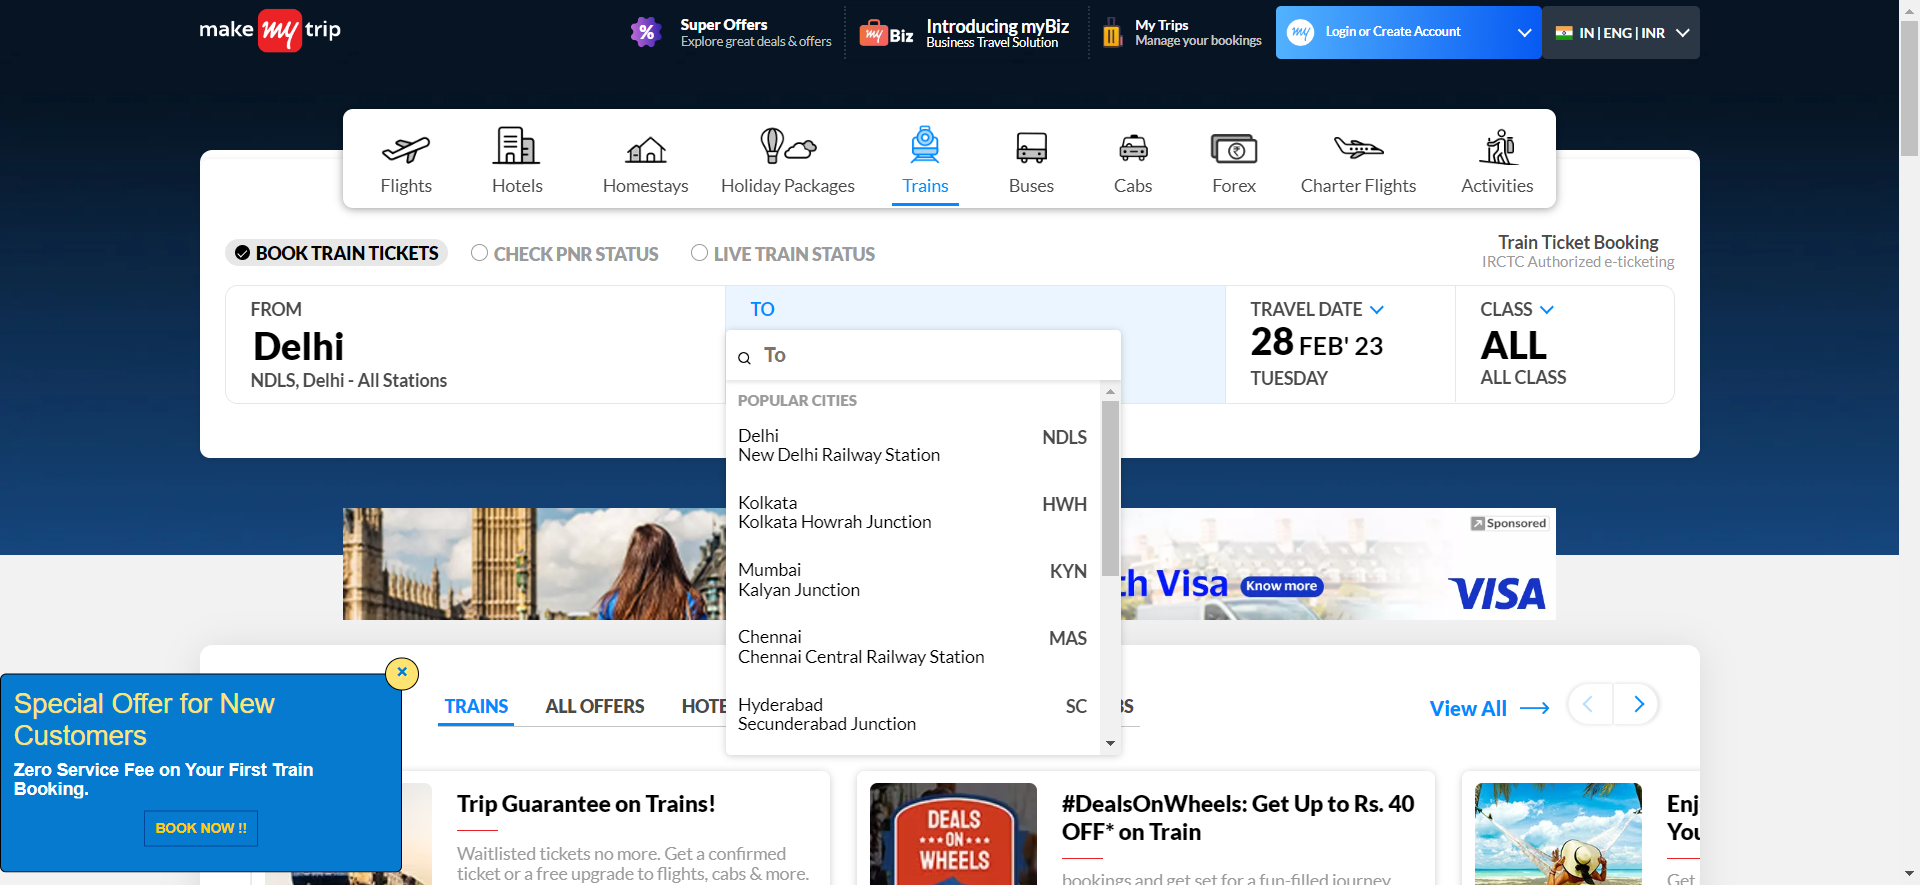 make my trip
Super Offers
Explore great deals & offers
my Biz
Introducing myBiz
Business Travel Solution
My Trips
Manage your bookings
my
Login or Create Account
IN | ENG | INR
Flights
Hotels
Homestays
Holiday Packages
Trains
Buses
Cabs
Forex
Charter Flights
Activities
BOOK TRAIN TICKETS
CHECK PNR STATUS
LIVE TRAIN STATUS
Train Ticket Booking
IRCTC Authorized e-ticketing
FROM
Delhi
NDLS, Delhi - All Stations
TO
To
TRAVEL DATE
28 FEB' 23
TUESDAY
CLASS
ALL
ALL CLASS
POPULAR CITIES
Delhi
New Delhi Railway Station
NDLS
Kolkata
Kolkata Howrah Junction
HWH
Mumbai
Kalyan Junction
KYN
Chennai
Chennai Central Railway Station
MAS
Hyderabad
Secunderabad Junction
SC
Sponsored
th Visa
Know more
VISA
TRAINS
ALL OFFERS
HOTE
BS
View All
Special Offer for New
Customers
Zero Service Fee on Your First Train
Booking.
BOOK NOW !!
Trip Guarantee on Trains!
Waitlisted tickets no more. Get a confirmed
ticket or a free upgrade to flights, cabs & more.
DEALS
ON
WHEELS
#DealsOnWheels: Get Up to Rs. 40
OFF* on Train
bookings and get set for a fun-filled journey
Enj
You
Get